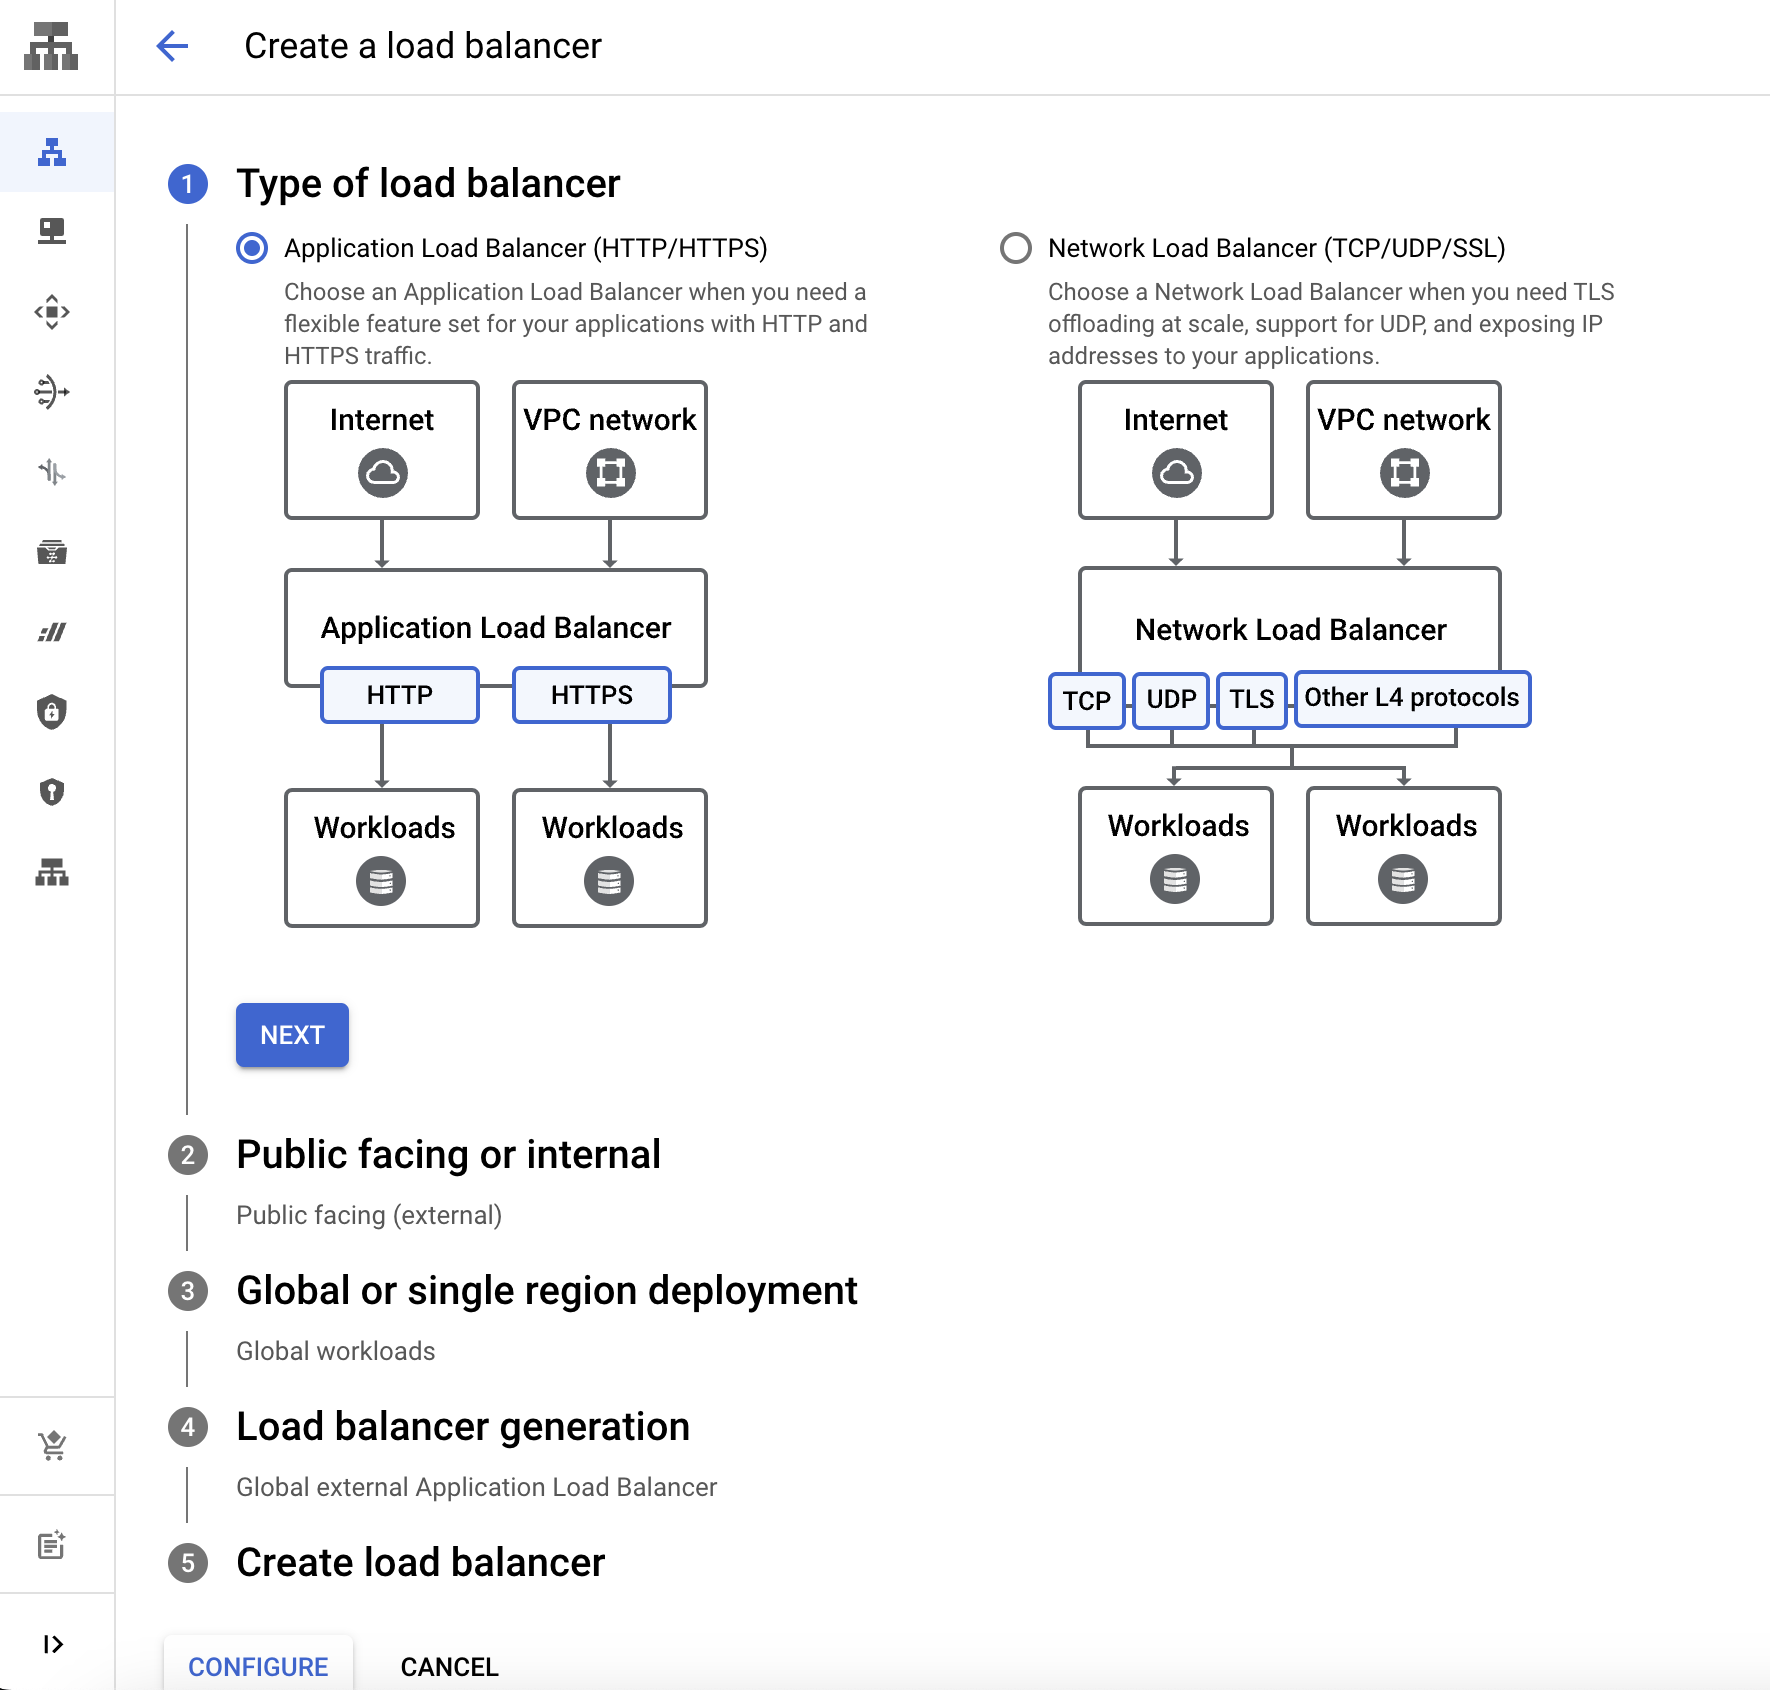 Create a load balancer
1
Type of load balancer
Application Load Balancer (HTTP/HTTPS)
Choose an Application Load Balancer when you need a
flexible feature set for your applications with HTTP and
HTTPS traffic.
Internet
VPC network
Application Load Balancer
HTTP
HTTPS
Workloads
Workloads
Network Load Balancer (TCP/UDP/SSL)
Choose a Network Load Balancer when you need TLS
offloading at scale, support for UDP, and exposing IP
addresses to your applications.
Internet
VPC network
Network Load Balancer
TCP
UDP
TLS
Other L4 protocols
Workloads
Workloads
NEXT
2
Public facing or internal
Public facing (external)
3
Global or single region deployment
Global workloads
4
Load balancer generation
Global external Application Load Balancer
5
Create load balancer
CONFIGURE
CANCEL